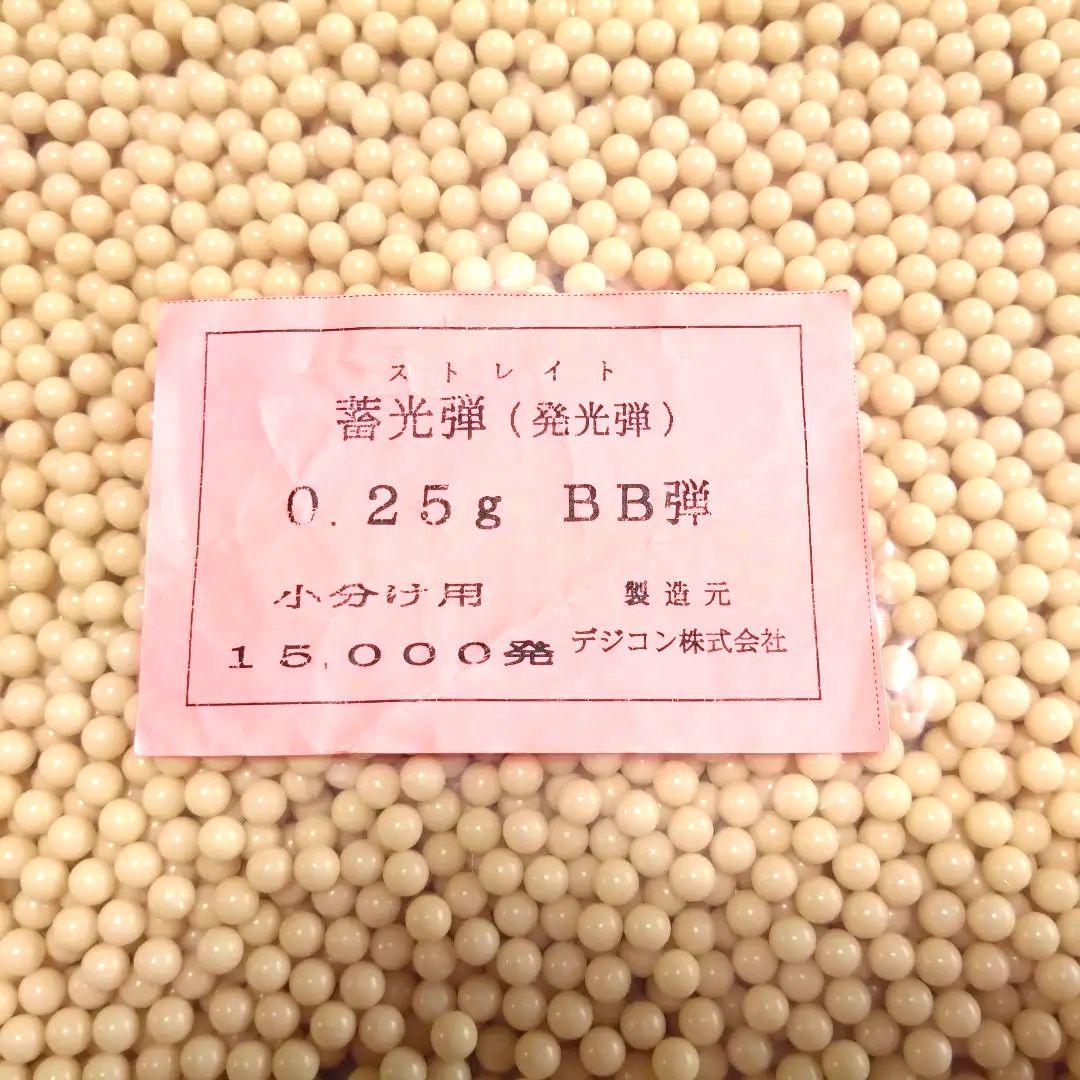 ストレイト
蓄光弾(発光弾)
0.25g BB弾
小分け用
15,000発
製造元
デジコン株式会社